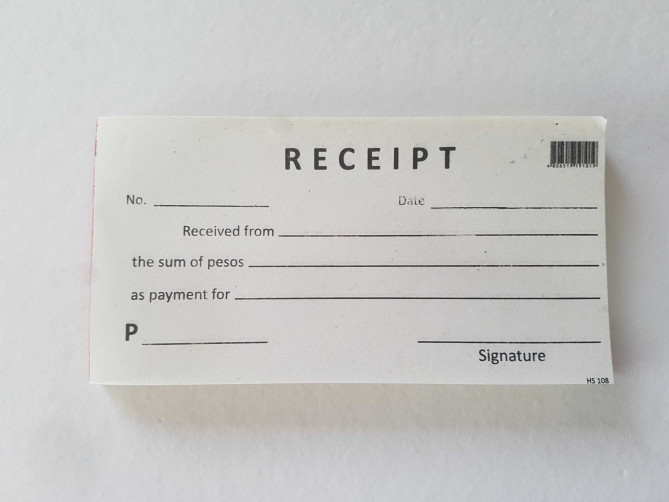 RECEIPT
No. Date
Received from
the sum of pesos
as payment for
P
Signature
HS 108